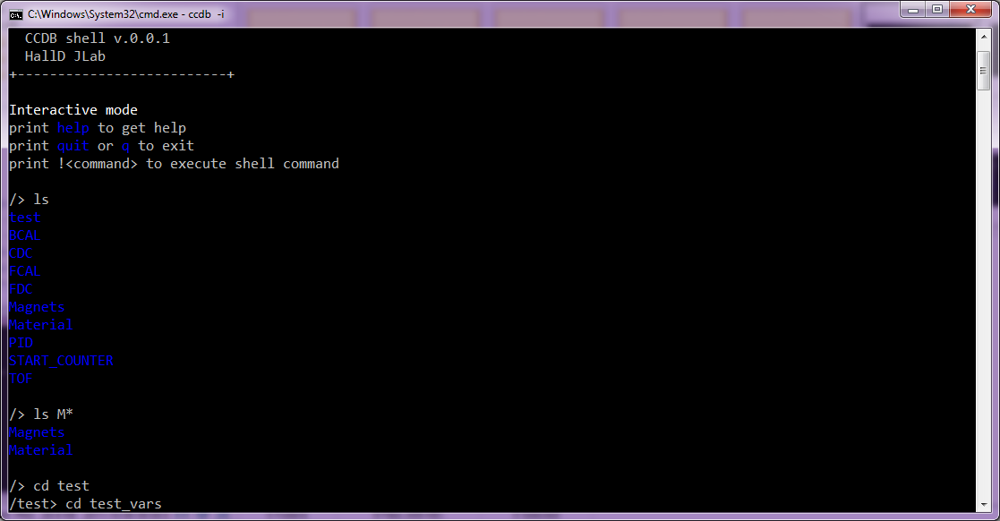 C:\Windows\System32\cmd.exe - ccdb -i
CCDB shell v.0.0.1
HallD JLab
+--------------------------+
Interactive mode
print help to get help
print quit or q to exit
print !<command> to execute shell command
/> ls
test
BCAL
CDC
FCAL
FDC
Magnets
Material
PID
START_COUNTER
TOF
/> ls M*
Magnets
Material
/> cd test
/test> cd test_vars